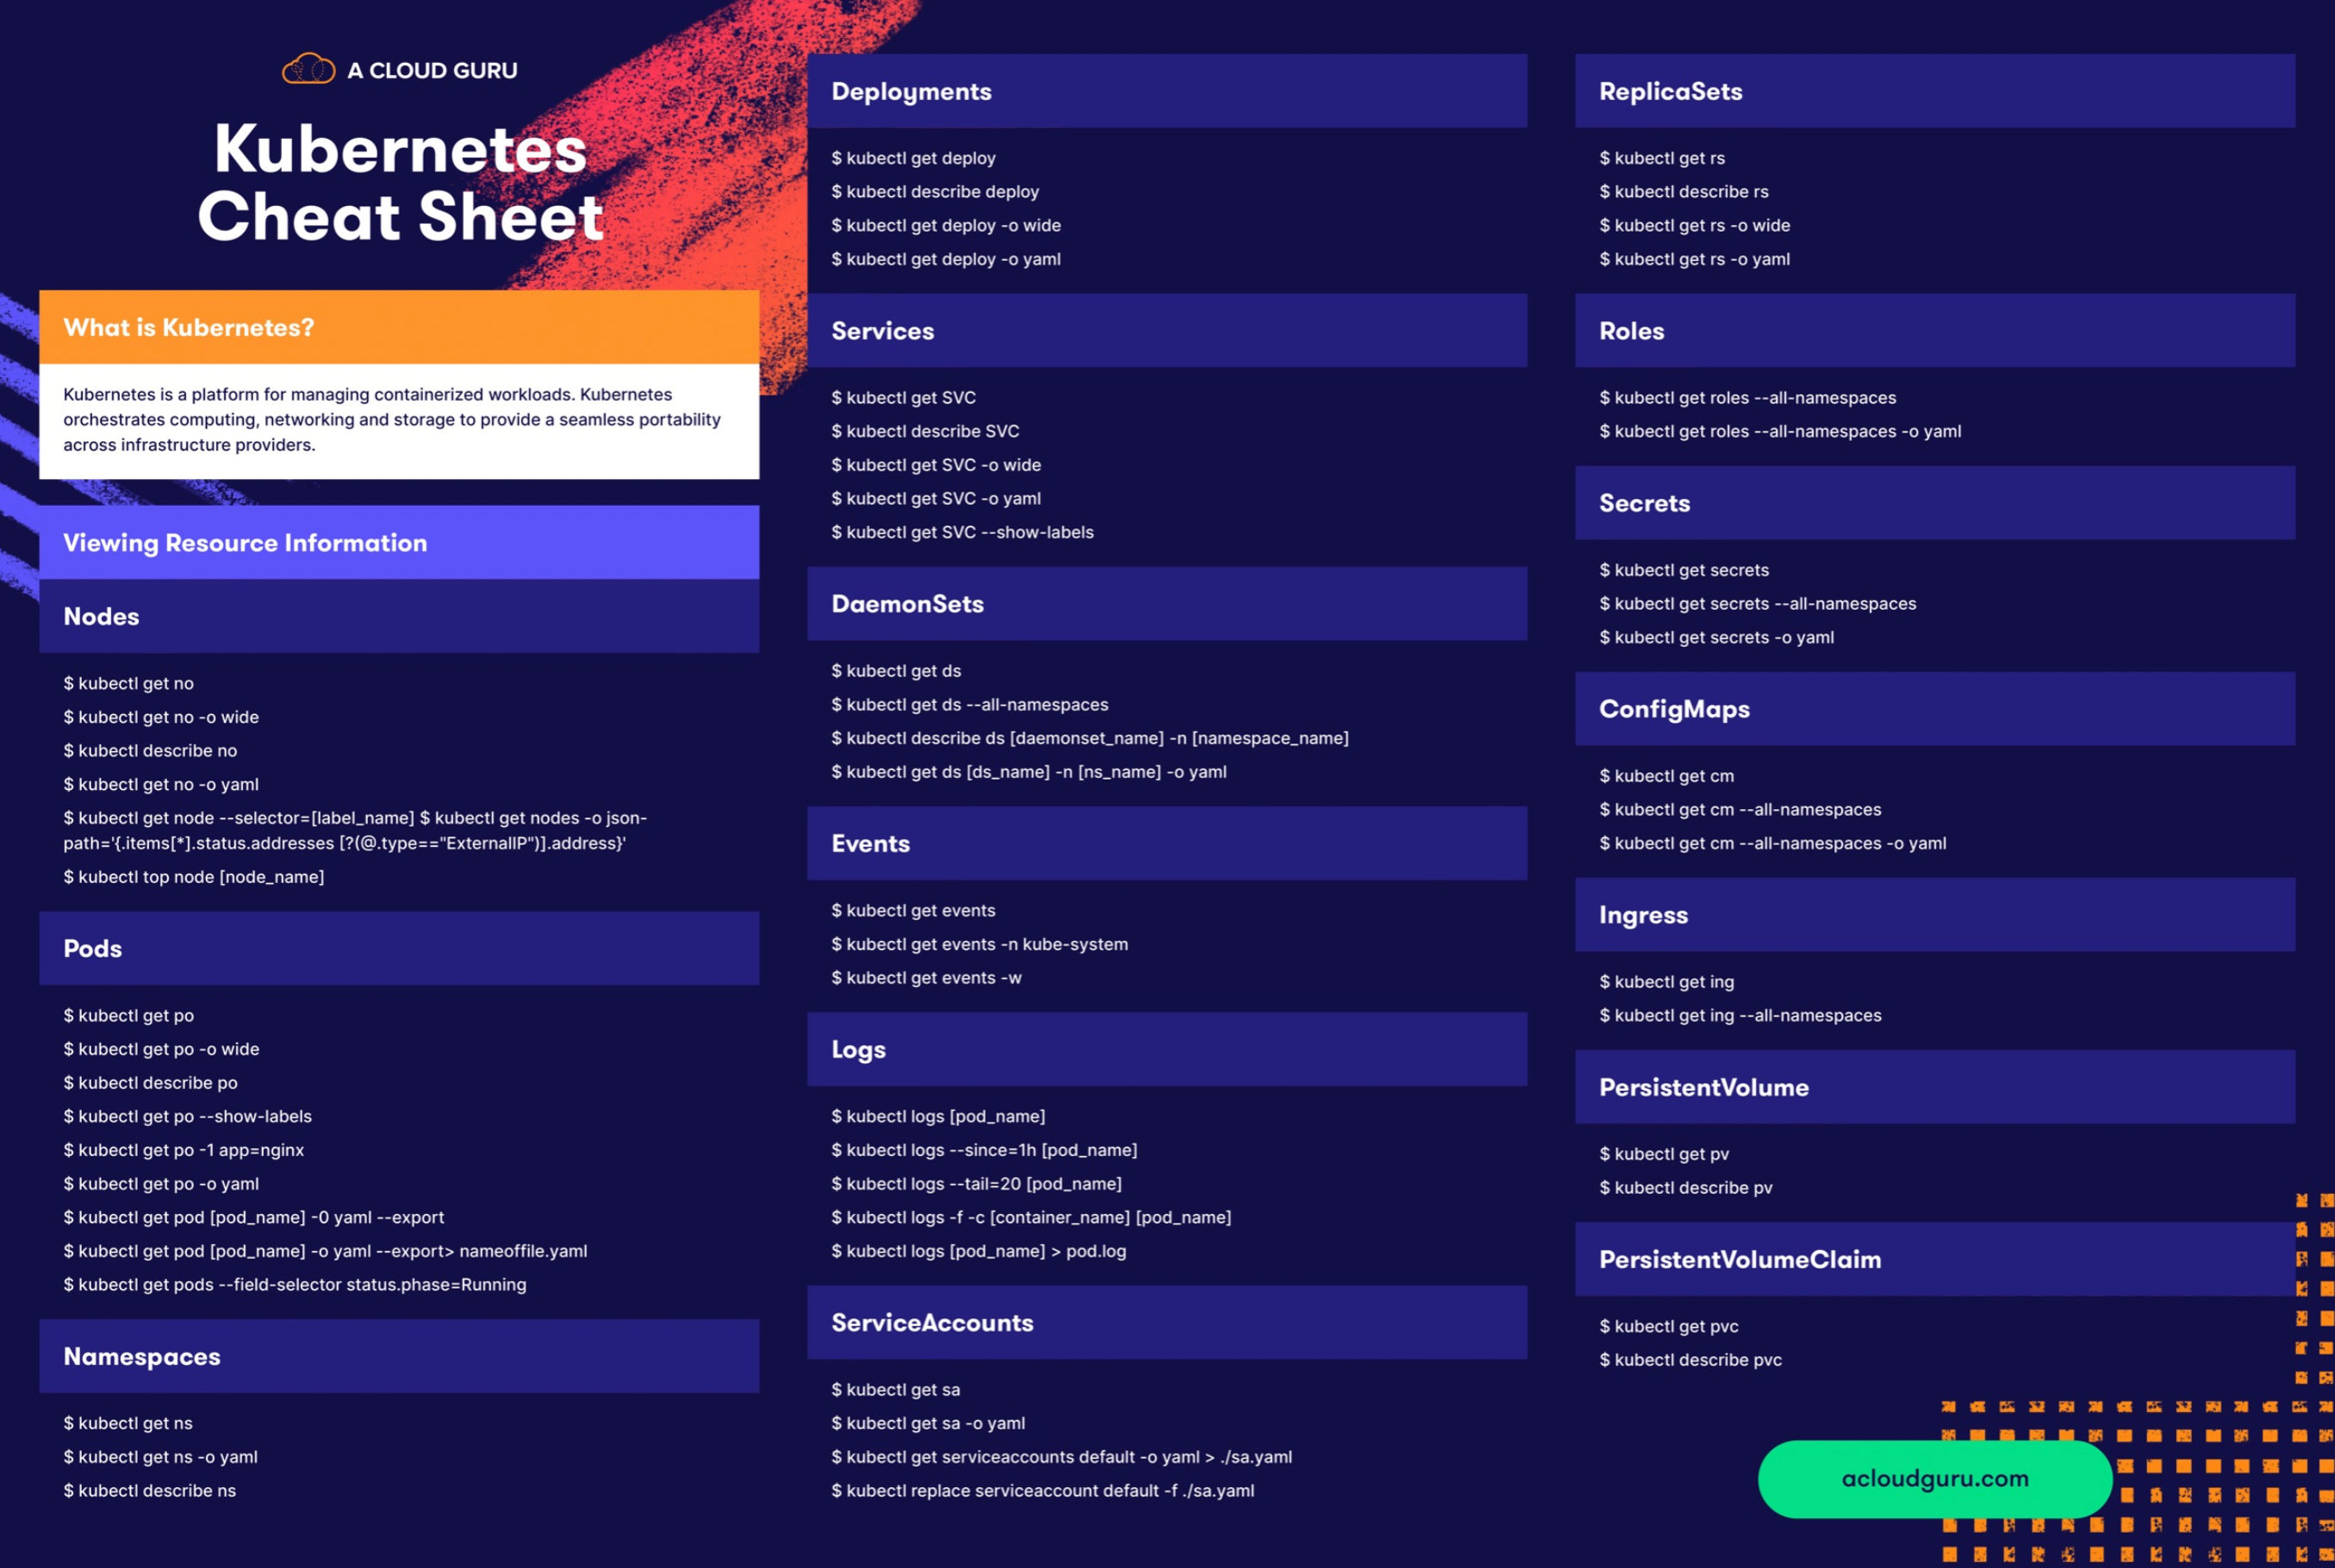 A CLOUD GURU
Kubernetes
Cheat Sheet
What is Kubernetes?
Kubernetes is a platform for managing containerized workloads. Kubernetes
orchestrates computing, networking and storage to provide a seamless portability
across infrastructure providers.
Viewing Resource Information
Nodes
$ kubectl get no
$ kubectl get no -o wide
$ kubectl describe no
$ kubectl get no -o yaml
$ kubectl get node --selector=[label_name] $ kubectl get nodes -o json-
path='{.items[*].status.addresses [?(@.type=="ExternalIP")].address}'
$ kubectl top node [node_name]
Pods
$ kubectl get po
$ kubectl get po -o wide
$ kubectl describe po
$ kubectl get po --show-labels
$ kubectl get po -1 app=nginx
$ kubectl get po -o yaml
$ kubectl get pod [pod_name] -0 yaml --export
$ kubectl get pod [pod_name] -o yaml --export> nameoffile.yaml
$ kubectl get pods --field-selector status.phase=Running
Namespaces
$ kubectl get ns
$ kubectl get ns -o yaml
$ kubectl describe ns
Deployments
$ kubectl get deploy
$ kubectl describe deploy
$ kubectl get deploy -o wide
$ kubectl get deploy -o yaml
Services
$ kubectl get SVC
$ kubectl describe SVC
$ kubectl get SVC -o wide
$ kubectl get SVC -o yaml
$ kubectl get SVC --show-labels
DaemonSets
$ kubectl get ds
$ kubectl get ds --all-namespaces
$ kubectl describe ds [daemonset_name] -n [namespace_name]
$ kubectl get ds [ds_name] -n [ns_name] -o yaml
Events
$ kubectl get events
$ kubectl get events -n kube-system
$ kubectl get events -w
Logs
$ kubectl logs [pod_name]
$ kubectl logs --since=1h [pod_name]
$ kubectl logs --tail=20 [pod_name]
$ kubectl logs -f -c [container_name] [pod_name]
$ kubectl logs [pod_name] > pod.log
ServiceAccounts
$ kubectl get sa
$ kubectl get sa -o yaml
$ kubectl get serviceaccounts default -o yaml > ./sa.yaml
$ kubectl replace serviceaccount default -f ./sa.yaml
ReplicaSets
$ kubectl get rs
$ kubectl describe rs
$ kubectl get rs -o wide
$ kubectl get rs -o yaml
Roles
$ kubectl get roles --all-namespaces
$ kubectl get roles --all-namespaces -o yaml
Secrets
$ kubectl get secrets
$ kubectl get secrets --all-namespaces
$ kubectl get secrets -o yaml
ConfigMaps
$ kubectl get cm
$ kubectl get cm --all-namespaces
$ kubectl get cm --all-namespaces -o yaml
Ingress
$ kubectl get ing
$ kubectl get ing --all-namespaces
PersistentVolume
$ kubectl get pv
$ kubectl describe pv
PersistentVolumeClaim
$ kubectl get pvc
$ kubectl describe pvc
acloudguru.com